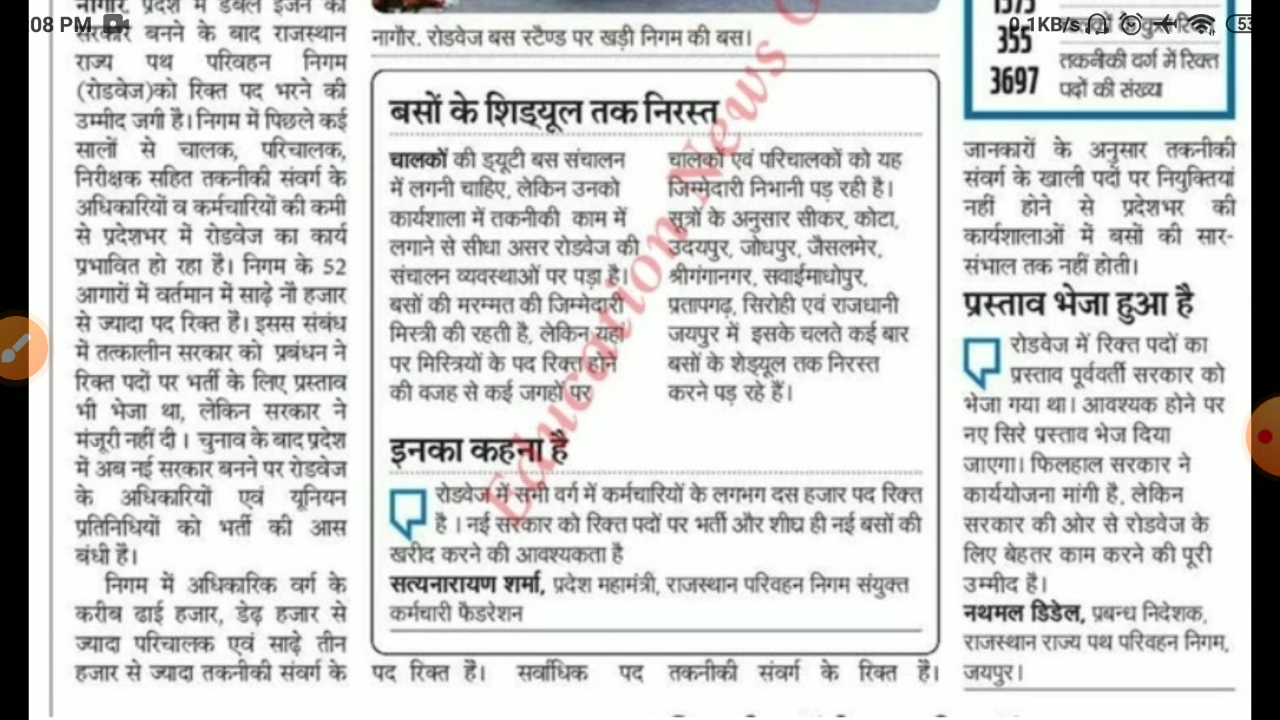 :08 PM
0.1KB/s
53
नागौर. प्रदेश में डबल इंजन की
सरकार बनने के बाद राजस्थान
राज्य पथ परिवहन निगम
(रोडवेज)को रिक्त पद भरने की
उम्मीद जगी है। निगम में पिछले कई
सालों से चालक, परिचालक,
निरीक्षक सहित तकनीकी संवर्ग के
अधिकारियों व कर्मचारियों की कमी
से प्रदेशभर में रोडवेज का कार्य
प्रभावित हो रहा है। निगम के 52
आगारों में वर्तमान में साढ़े नौ हजार
से ज्यादा पद रिक्त हैं। इसस संबंध
में तत्कालीन सरकार को प्रबंधन ने
रिक्त पदों पर भर्ती के लिए प्रस्ताव
भी भेजा था, लेकिन सरकार ने
मंजूरी नहीं दी। चुनाव के बाद प्रदेश
में अब नई सरकार बनने पर रोडवेज
के अधिकारियों एवं यूनियन
प्रतिनिधियों को भर्ती की आस
बंधी है।
निगम में अधिकारिक वर्ग के
करीब ढाई हजार, डेढ़ हजार से
ज्यादा परिचालक एवं साढ़े तीन
हजार से ज्यादा तकनीकी संवर्ग के
नागौर. रोडवेज बस स्टैण्ड पर खड़ी निगम की बस।
बसों के शिड्यूल तक निरस्त
चालकों की ड्यूटी बस संचालन
में लगनी चाहिए, लेकिन उनको
कार्यशाला में तकनीकी काम में
लगाने से सीधा असर रोडवेज की
संचालन व्यवस्थाओं पर पड़ा है।
बसों की मरम्मत की जिम्मेदारी
मिस्त्री की रहती है, लेकिन यहां
पर मिस्त्रियों के पद रिक्त होने
की वजह से कई जगहों पर
चालकों एवं परिचालकों को यह
जिम्मेदारी निभानी पड़ रही है।
सूत्रों के अनुसार सीकर, कोटा,
उदयपुर, जोधपुर, जैसलमेर,
श्रीगंगानगर, सवाईमाधोपुर,
प्रतापगढ़, सिरोही एवं राजधानी
जयपुर में इसके चलते कई बार
बसों के शेड्यूल तक निरस्त
करने पड़ रहे हैं।
इनका कहना है
रोडवेज में सभी वर्ग में कर्मचारियों के लगभग दस हजार पद रिक्त
है । नई सरकार को रिक्त पदों पर भर्ती और शीघ्र ही नई बसों की
खरीद करने की आवश्यकता है
सत्यनारायण शर्मा, प्रदेश महामंत्री, राजस्थान परिवहन निगम संयुक्त
कर्मचारी फैडरेशन
पद रिक्त हैं। सर्वाधिक पद तकनीकी संवर्ग के रिक्त है।
Education News
355
3697
तकनीकी वर्ग में रिक्त
पदों की संख्या
जानकारों के अनुसार तकनीकी
संवर्ग के खाली पदों पर नियुक्तियां
नहीं होने से प्रदेशभर की
कार्यशालाओं में बसों की सार-
संभाल तक नहीं होती।
प्रस्ताव भेजा हुआ है
रोडवेज में रिक्त पदों का
प्रस्ताव पूर्ववर्ती सरकार को
भेजा गया था। आवश्यक होने पर
नए सिरे प्रस्ताव भेज दिया
जाएगा। फिलहाल सरकार ने
कार्ययोजना मांगी है, लेकिन
सरकार की ओर से रोडवेज के
लिए बेहतर काम करने की पूरी
उम्मीद है।
नथमल डिडेल, प्रबन्ध निदेशक,
राजस्थान राज्य पथ परिवहन निगम,
जयपुर।